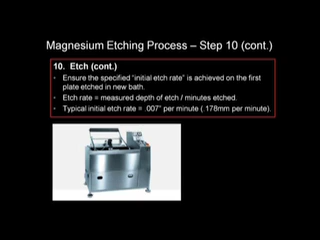 Magnesium Etching Process – Step 10 (cont.)
10. Etch (cont.)
• Ensure the specified “initial etch rate” is achieved on the first
plate etched in new bath.
• Etch rate = measured depth of etch / minutes etched.
• Typical initial etch rate = .007” per minute (.178mm per minute).